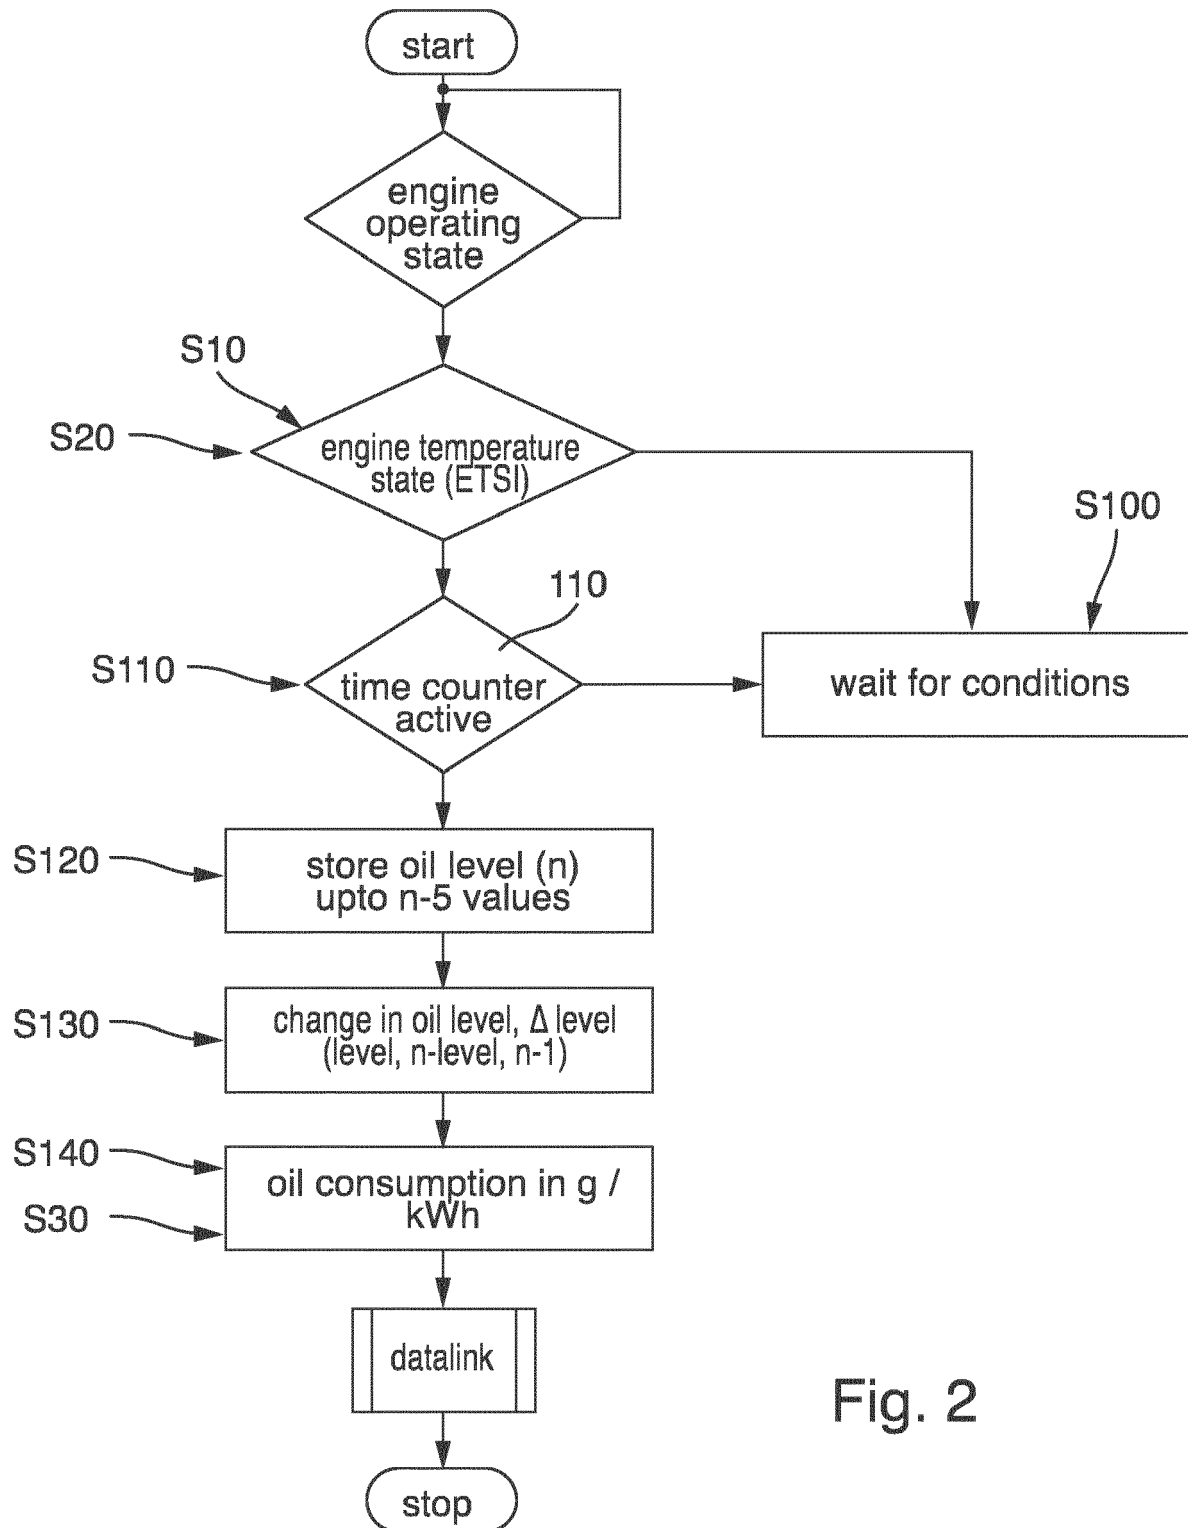 start
engine
operating
state
S10
S20
engine temperature
state (ETSI)
S100
110
S110
time counter
active
wait for conditions
S120
store oil level (n)
upto n-5 values
S130
change in oil level, Δ level
(level, n-level, n-1)
S140
oil consumption in g /
kWh
S30
datalink
Fig. 2
stop